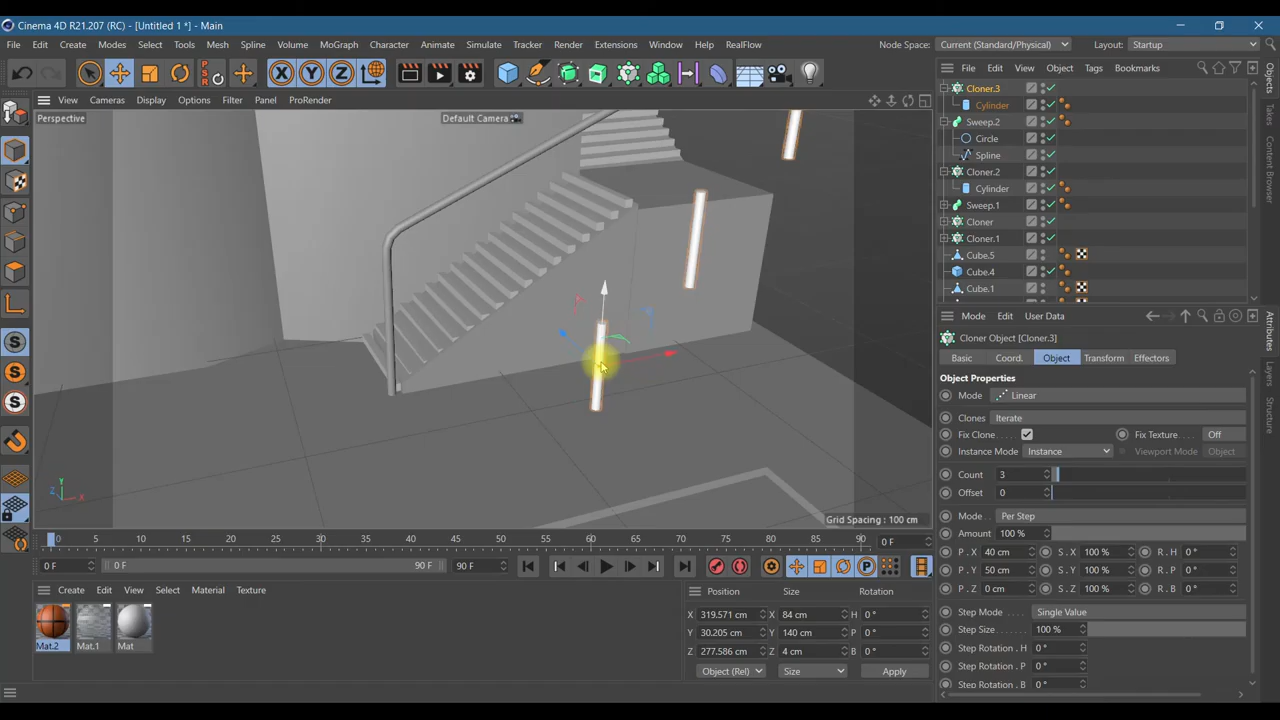 Cinema 4D R21.207 (RC) - [Untitled 1 *] - Main
File Edit Create Modes Select Tools Mesh Spline Volume MoGraph Character Animate Simulate Tracker Render Extensions Window Help RealFlow Node Space: Current (Standard/Physical) Layout: Startup
File Edit View Object Tags Bookmarks
View Cameras Display Options Filter Panel ProRender
Perspective Default Camera
Cloner.3
Cylinder
Sweep.2
Circle
Spline
Cloner.2
Cylinder
Sweep.1
Cloner
Cloner.1
Cube.5
Cube.4
Cube.1
Objects
Takes
Content Browser
Mode Edit User Data
Cloner Object [Cloner.3]
Basic Coord. Object Transform Effectors
Object Properties
Mode Linear
Clones Iterate
Fix Clone Fix Texture Off
Instance Mode Instance Viewport Mode Object
Count 3
Offset 0
Mode Per Step
Amount 100 %
P . X 40 cm S . X 100 % R . H 0 °
P . Y 50 cm S . Y 100 % R . P 0 °
P . Z 0 cm S . Z 100 % R . B 0 °
Step Mode Single Value
Step Size 100 %
Step Rotation . H 0 °
Step Rotation . P 0 °
Step Rotation . B 0 °
Attributes
Layers
Structure
Y
Z X
Grid Spacing : 100 cm
0 10 20 30 40 50 60 70 80 90 0 F
0 F 0 F 90 F 90 F
Create Edit View Select Material Texture
Mat.2 Mat.1 Mat
Position Size Rotation
X 319.571 cm X 84 cm H 0 °
Y 30.205 cm Y 140 cm P 0 °
Z 277.586 cm Z 4 cm B 0 °
Object (Rel) Size Apply